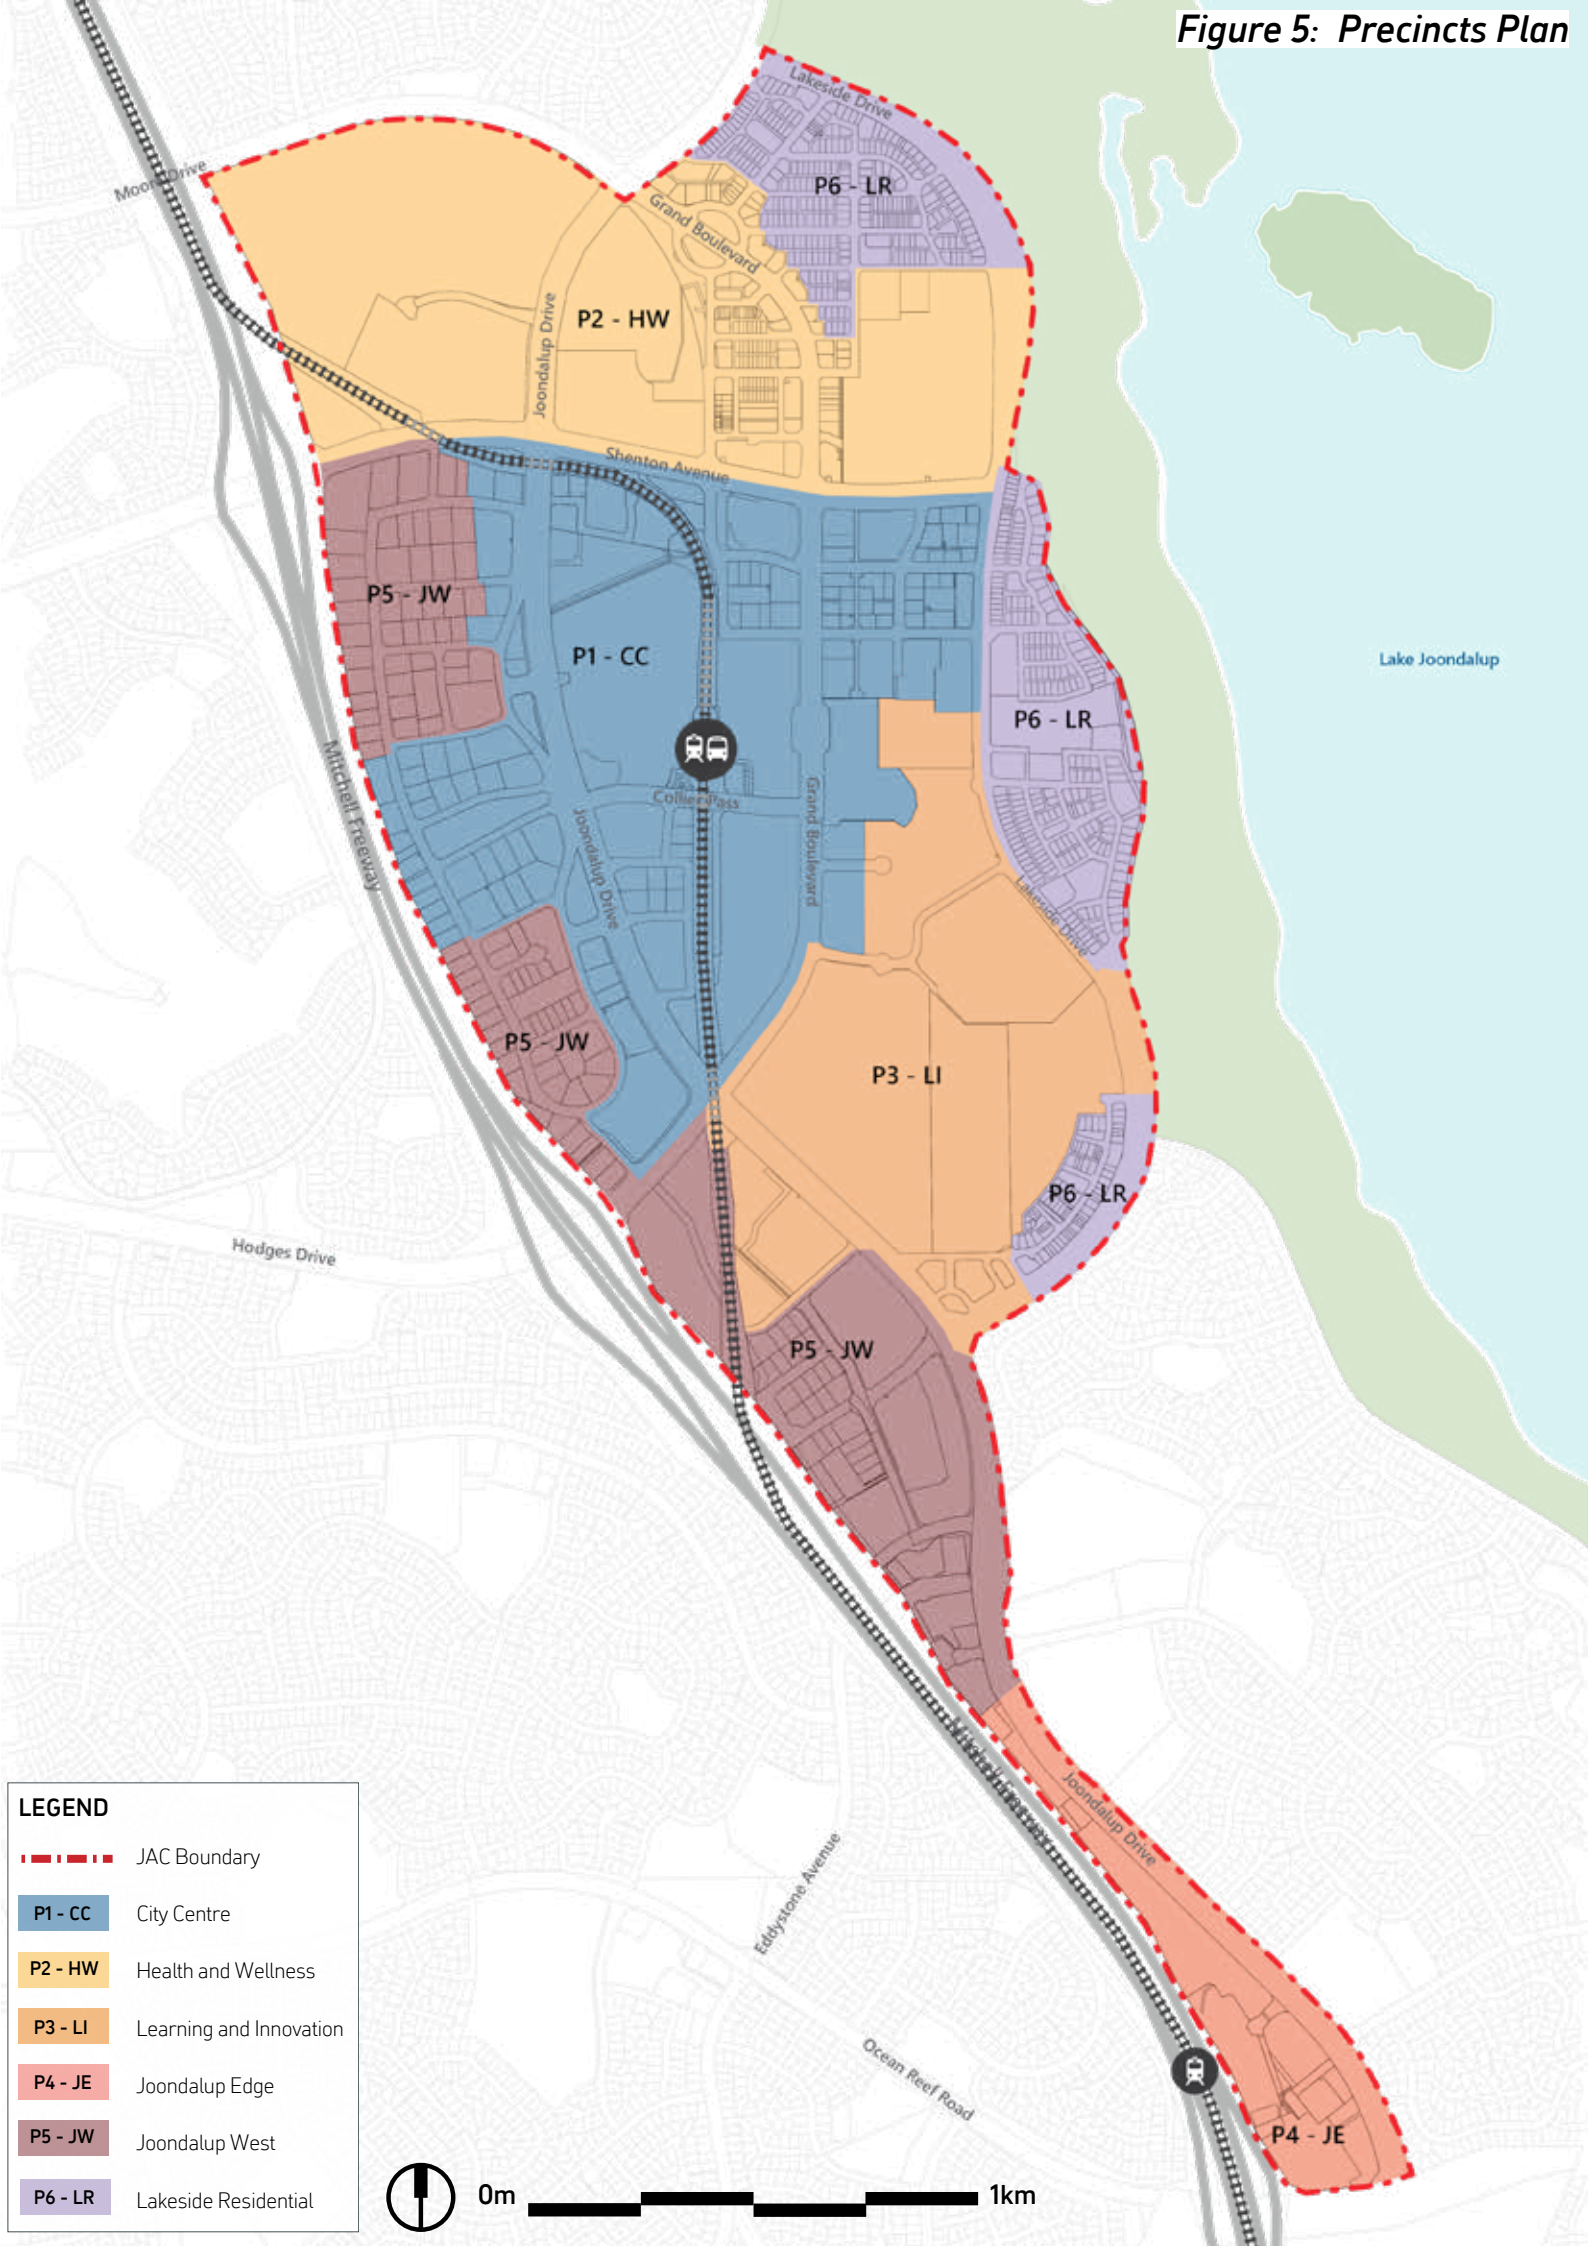 Figure 5: Precincts Plan
Lakeside Drive
Moore Drive
P6 - LR
Grand Boulevard
P2 - HW
Joondalup Drive
Shenton Avenue
P5 - JW
P1 - CC
Lake Joondalup
P6 - LR
Mitchell Freeway
Collier Pass
Grand Boulevard
Joondalup Drive
Lakeside Drive
P5 - JW
P3 - LI
P6 - LR
Hodges Drive
P5 - JW
Joondalup Drive
Eddystone Avenue
Ocean Reef Road
P4 - JE
LEGEND
JAC Boundary
P1 - CC City Centre
P2 - HW Health and Wellness
P3 - LI Learning and Innovation
P4 - JE Joondalup Edge
P5 - JW Joondalup West
P6 - LR Lakeside Residential
0m 1km